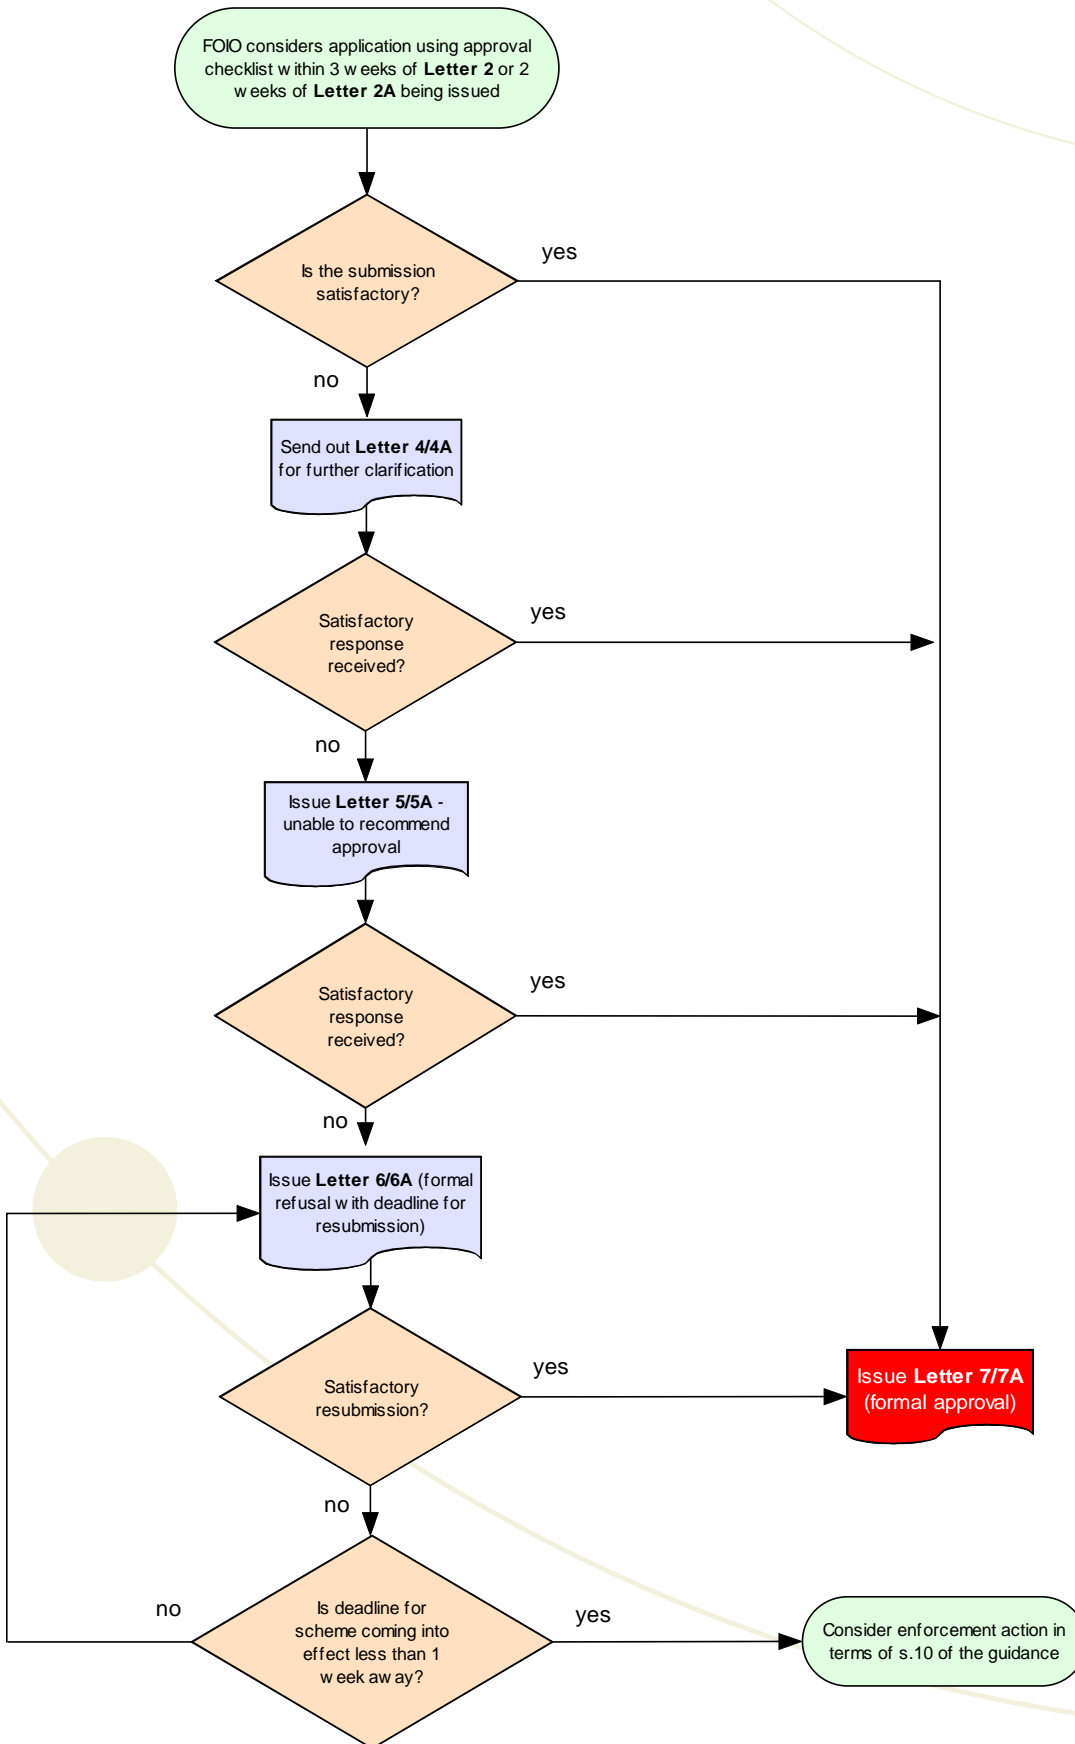 FOIO considers application using approval
checklist within 3 weeks of Letter 2 or 2
weeks of Letter 2A being issued
Is the submission
satisfactory?
yes
no
Send out Letter 4/4A
for further clarification
Satisfactory
response
received?
yes
no
Issue Letter 5/5A -
unable to recommend
approval
Satisfactory
response
received?
yes
no
Issue Letter 6/6A (formal
refusal with deadline for
resubmission)
Satisfactory
resubmission?
yes
Issue Letter 7/7A
(formal approval)
no
Is deadline for
scheme coming into
effect less than 1
week away?
no
yes
Consider enforcement action in
terms of s.10 of the guidance